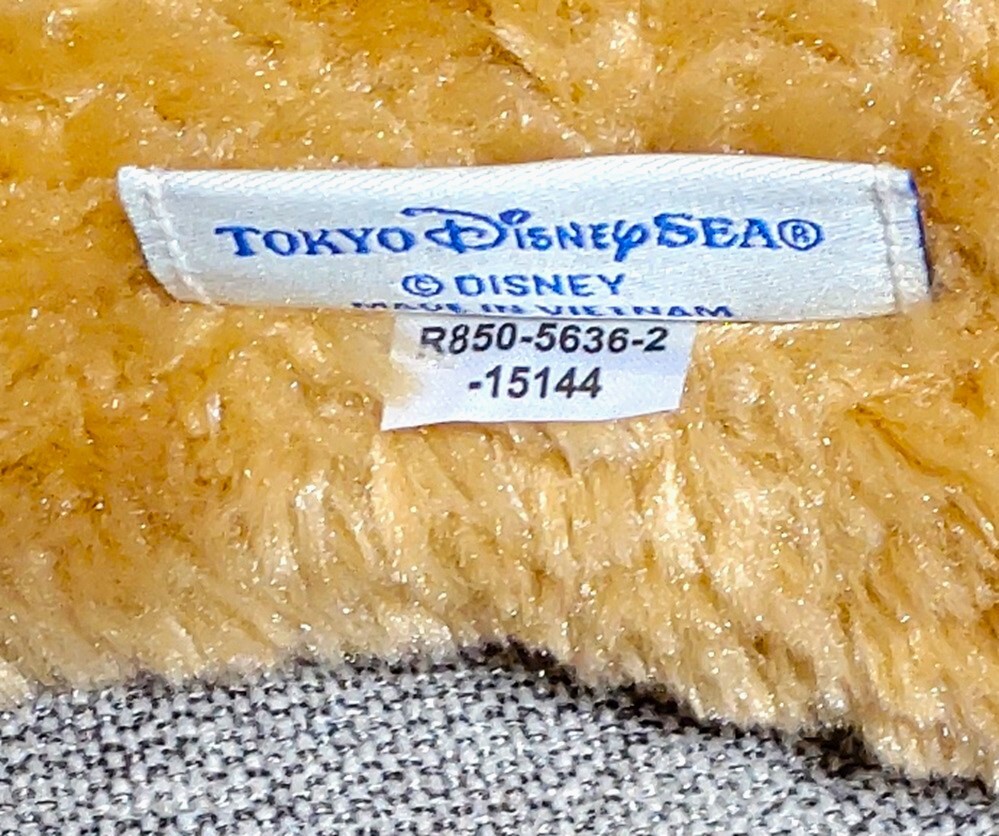 TOKYO DISNEYSEA®
© DISNEY
MADE IN VIETNAM
R850-5636-2
-15144